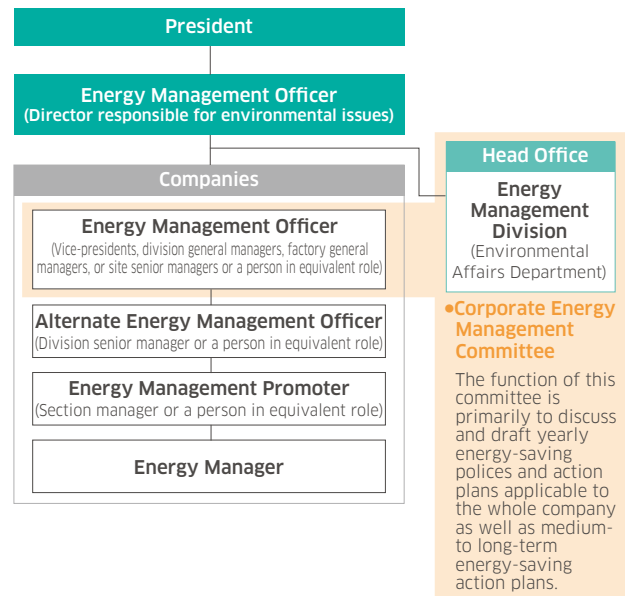 President
Energy Management Officer
(Director responsible for environmental issues)
Companies
Energy Management Officer
(Vice-presidents, division general managers, factory general
managers, or site senior managers or a person in equivalent role)
Alternate Energy Management Officer
(Division senior manager or a person in equivalent role)
Energy Management Promoter
(Section manager or a person in equivalent role)
Energy Manager
Head Office
Energy
Management
Division
(Environmental
Affairs Department)
●Corporate Energy
Management
Committee
The function of this
committee is
primarily to discuss
and draft yearly
energy-saving
polices and action
plans applicable to
the whole company
as well as medium-
to long-term
energy-saving
action plans.